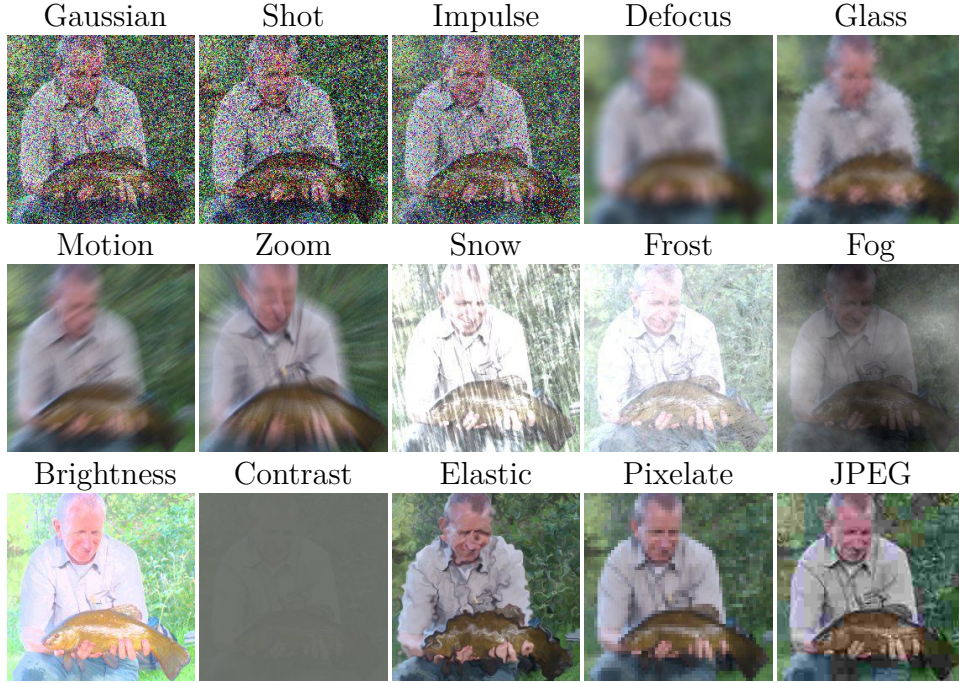 Gaussian Shot Impulse Defocus Glass
Motion Zoom Snow Frost Fog
Brightness Contrast Elastic Pixelate JPEG